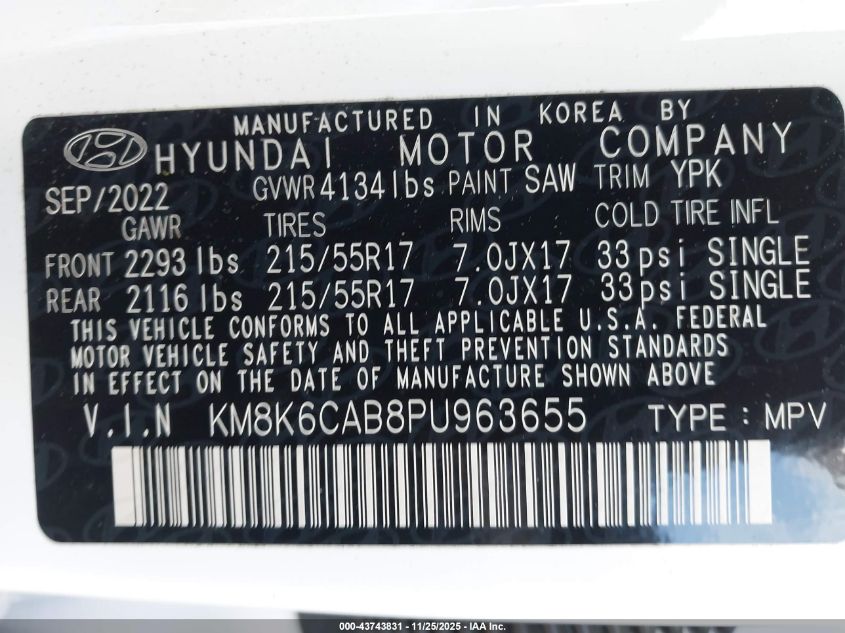 MANUFACTURED IN KOREA BY
HYUNDAI MOTOR COMPANY
SEP/2022 GVWR 4134 lbs PAINT SAW TRIM YPK
GAWR TIRES RIMS COLD TIRE INFL
FRONT 2293 lbs 215/55R17 7.0JX17 33psi SINGLE
REAR 2116 lbs 215/55R17 7.0JX17 33psi SINGLE
THIS VEHICLE CONFORMS TO ALL APPLICABLE U.S.A. FEDERAL
MOTOR VEHICLE SAFETY AND THEFT PREVENTION STANDARDS
IN EFFECT ON THE DATE OF MANUFACTURE SHOWN ABOVE
V.I.N KM8K6CAB8PU963655 TYPE : MPV
000-43743831 - 11/25/2025 - IAA Inc.